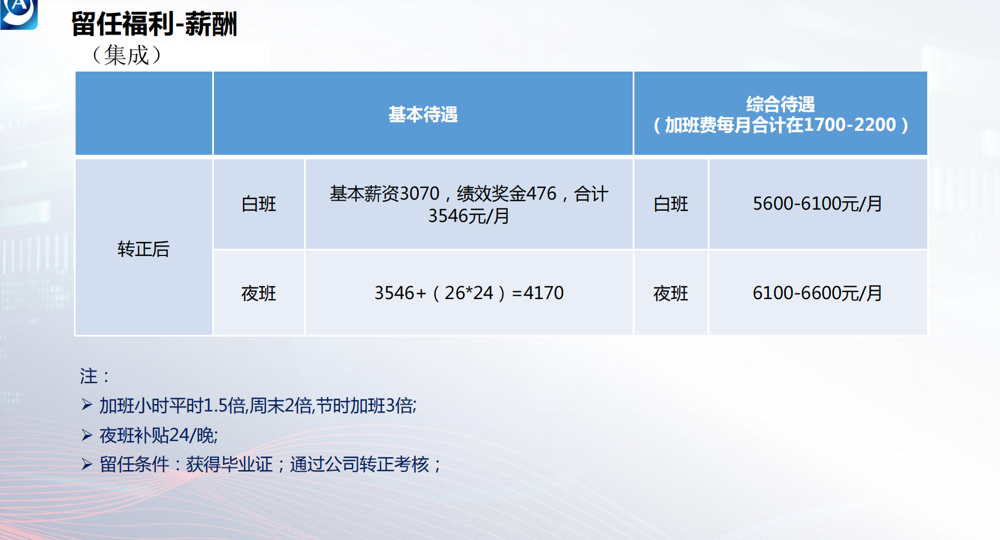 A
留任福利-薪酬
（集成）
基本待遇
综合待遇
（加班费每月合计在1700-2200）
转正后
白班
基本薪资3070，绩效奖金476，合计
3546元/月
白班
5600-6100元/月
夜班
3546+（26*24）=4170
夜班
6100-6600元/月
注：
➢ 加班小时平时1.5倍,周末2倍,节时加班3倍;
➢ 夜班补贴24/晚;
➢ 留任条件：获得毕业证；通过公司转正考核；